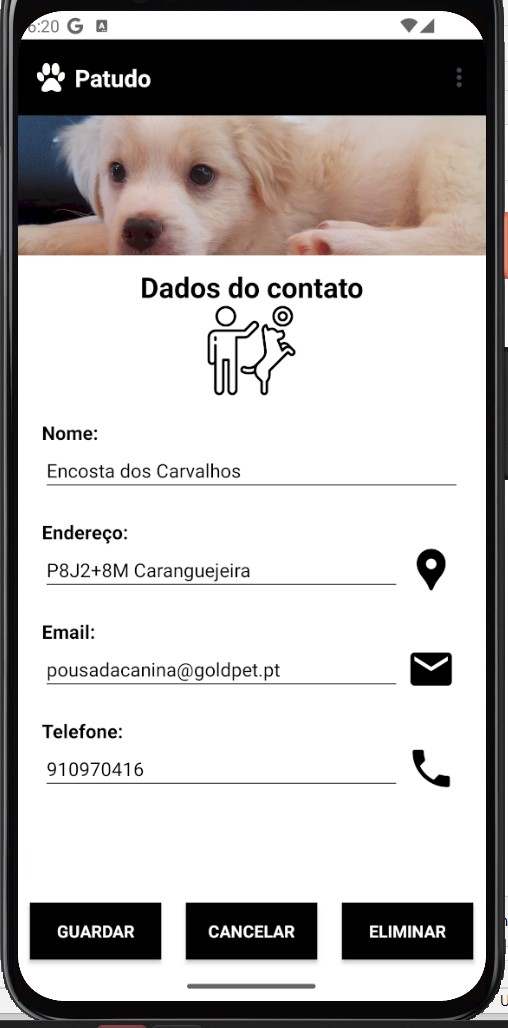 6:20 G A
Patudo
Dados do contato
Nome:
Encosta dos Carvalhos
Endereço:
P8J2+8M Caranguejeira
Email:
pousadacanina@goldpet.pt
Telefone:
910970416
GUARDAR CANCELAR ELIMINAR